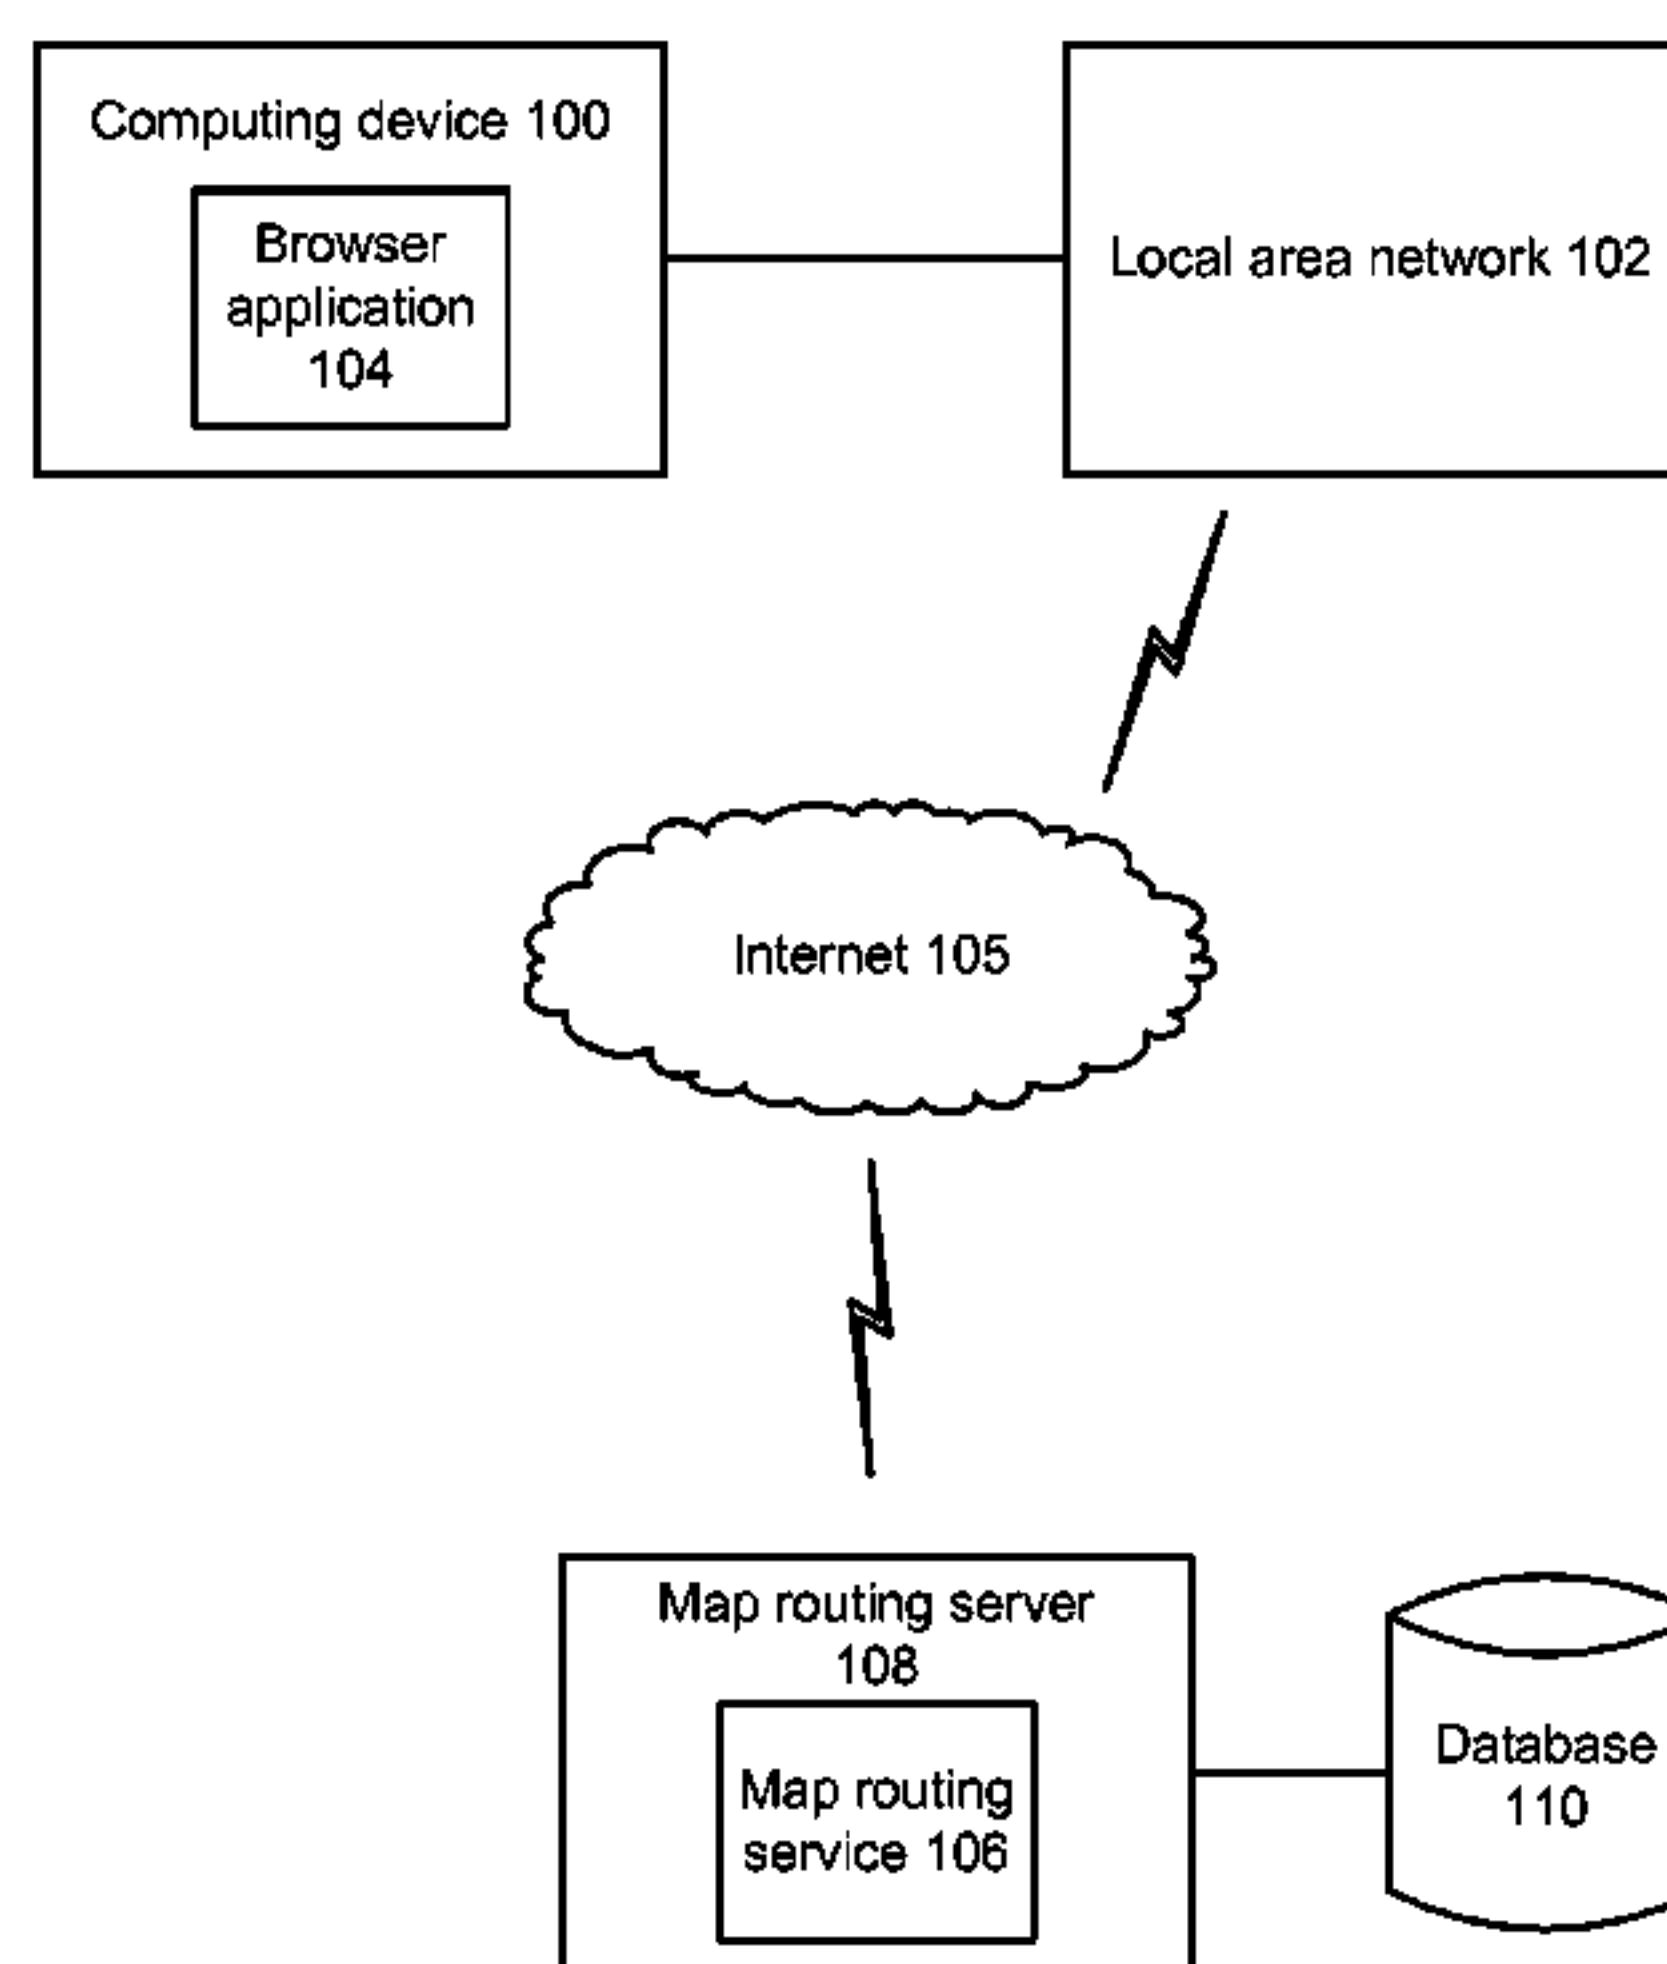 Computing device 100
Browser
application
104
Local area network 102
Internet 105
Map routing server
108
Map routing
service 106
Database
110